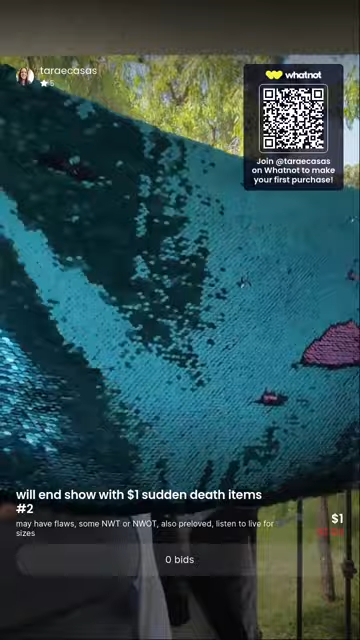 taraecasas
5
whatnot
Join @taraecasas
on Whatnot to make
your first purchase!
will end show with $1 sudden death items
#2
may have flaws, some NWT or NWOT, also preloved, listen to live for
sizes
$1
0 bids